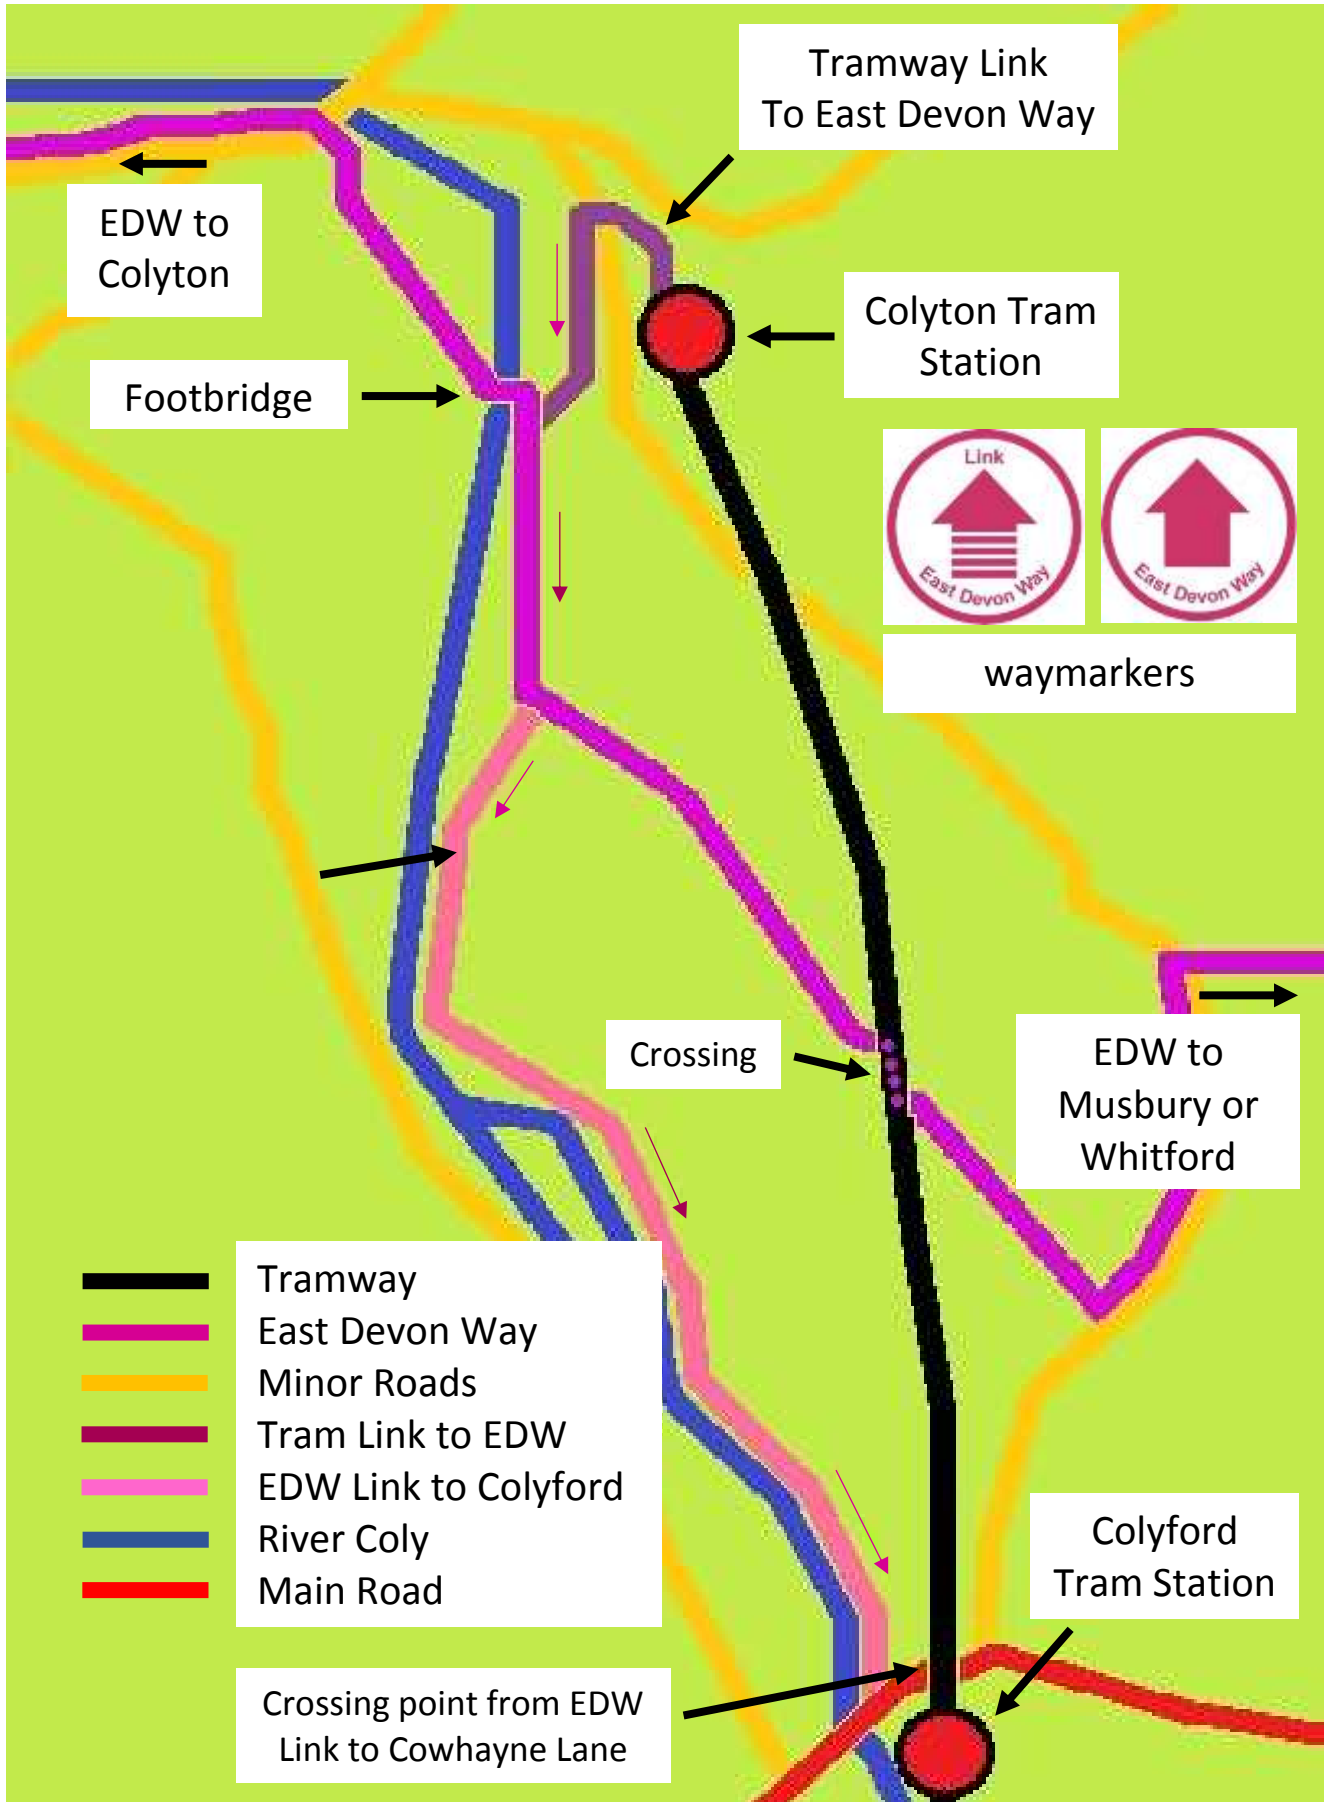 Tramway Link
To East Devon Way
EDW to
Colyton
Colyton Tram
Station
Footbridge
Link
East Devon Way
East Devon Way
waymarkers
Crossing
EDW to
Musbury or
Whitford
Tramway
East Devon Way
Minor Roads
Tram Link to EDW
EDW Link to Colyford
River Coly
Main Road
Colyford
Tram Station
Crossing point from EDW
Link to Cowhayne Lane